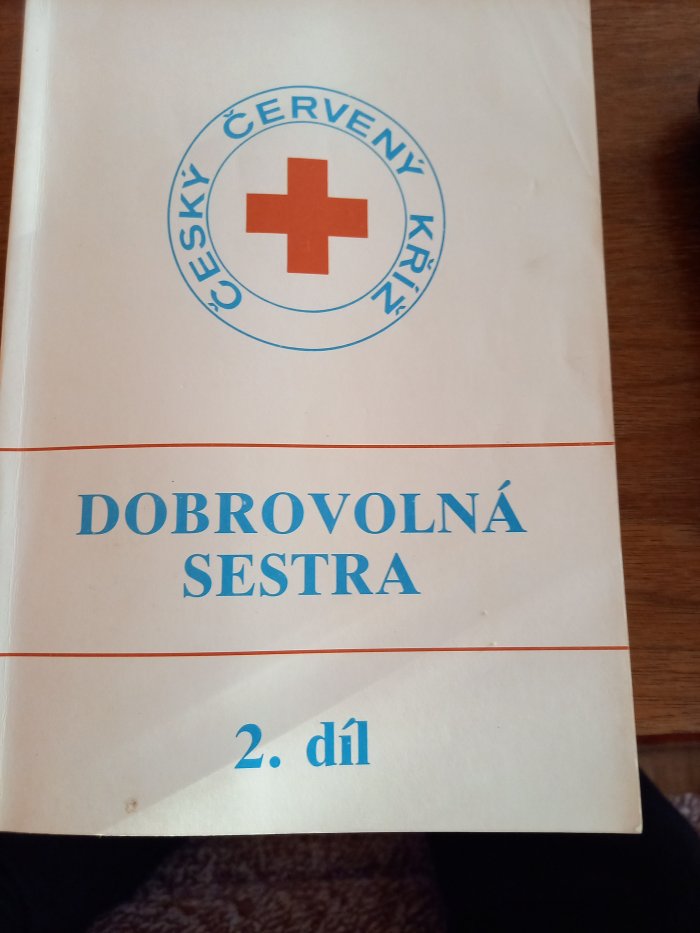 ČESKÝ ČERVENÝ KŘÍŽ
DOBROVOLNÁ
SESTRA
2. díl